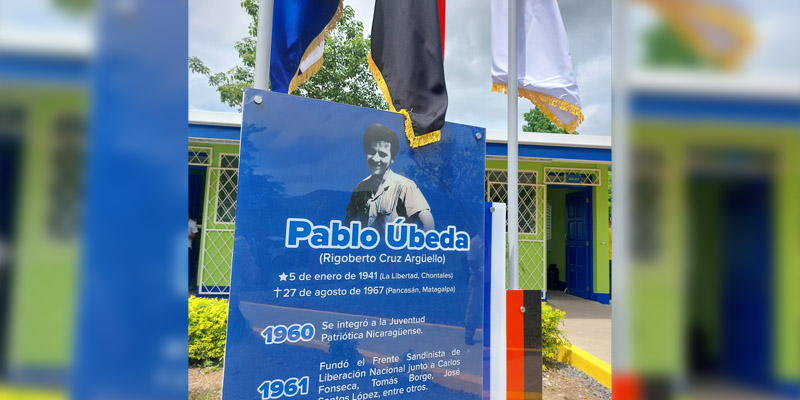 Pablo Úbeda
(Rigoberto Cruz Argüello)
5 de enero de 1941 (La Libertad, Chontales)
27 de agosto de 1967 (Pancasán, Matagalpa)
1960 Se integró a la Juventud
Patriótica Nicaragüense.
1961 Fundó el Frente Sandinista de
Liberación Nacional junto a Carlos
Fonseca, Tomás Borge, José
Santos López, entre otros.